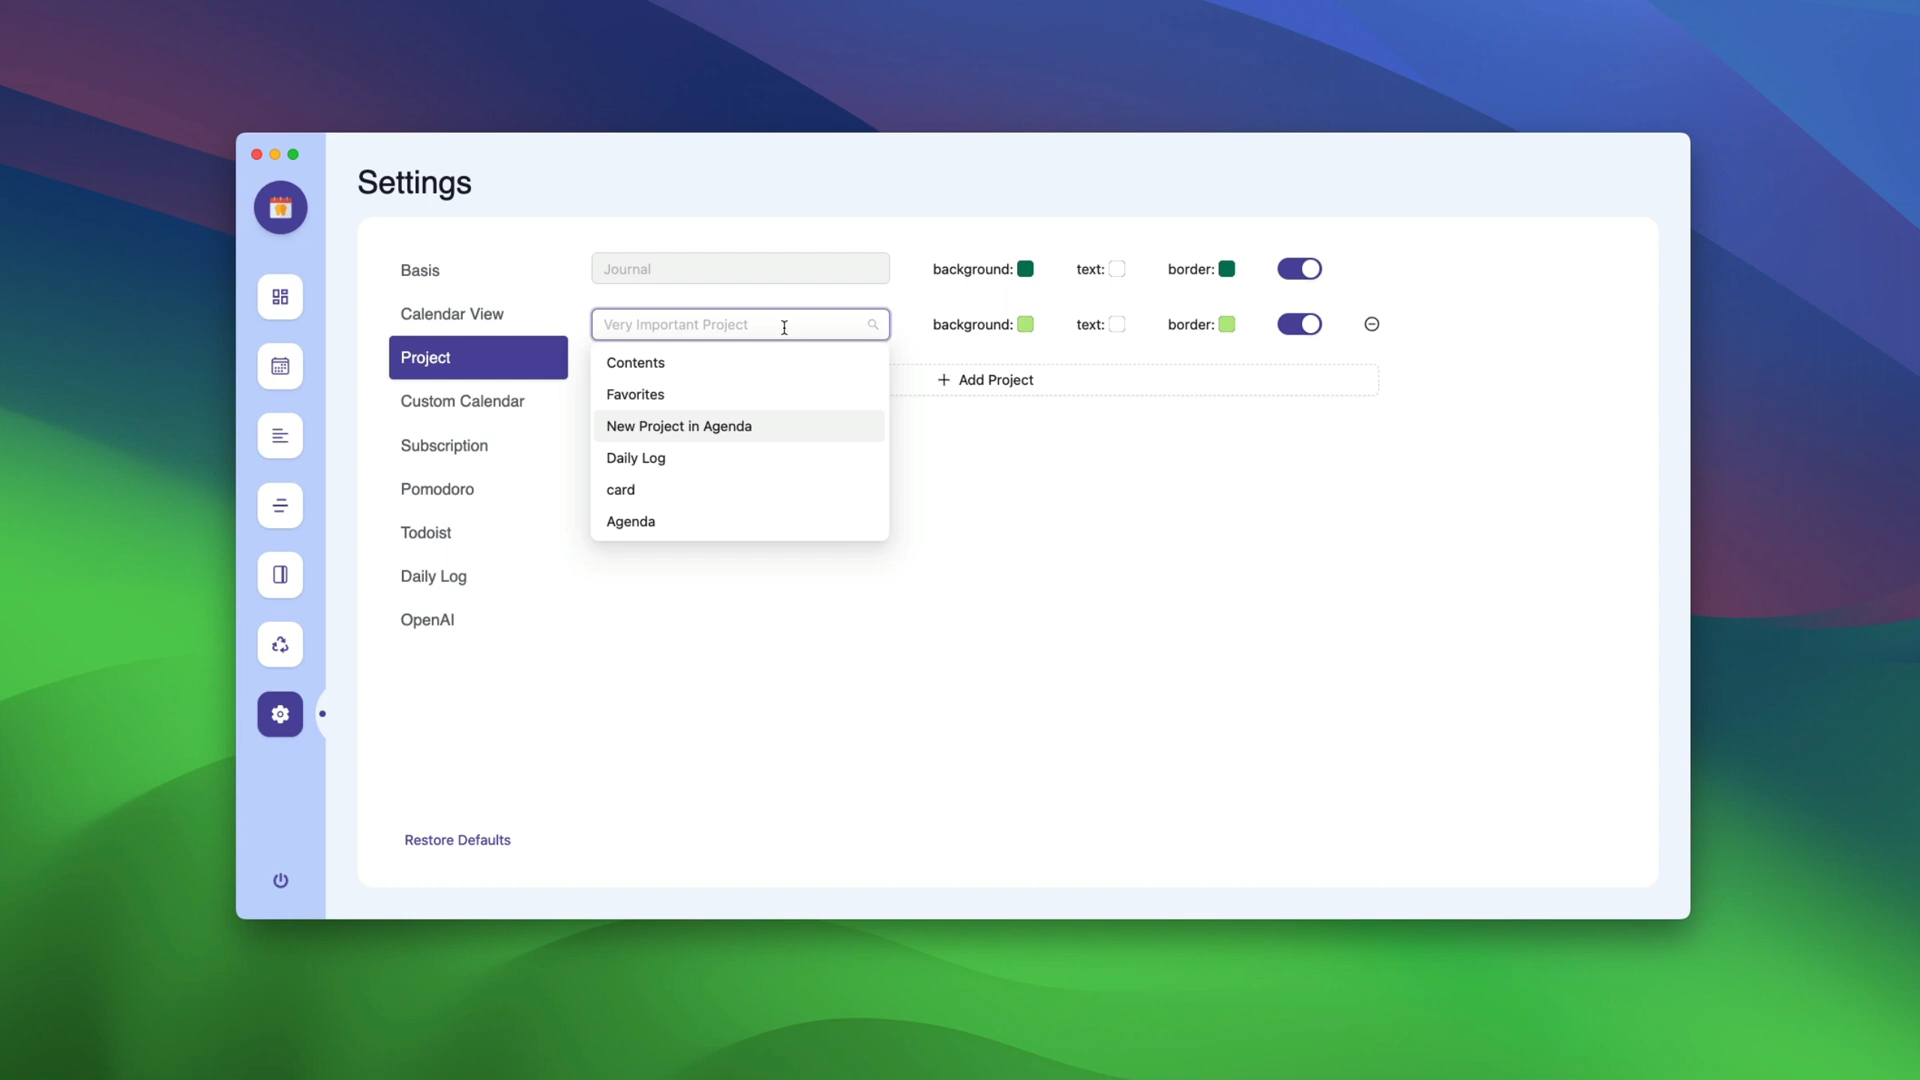 Settings
Basis
Calendar View
Project
Custom Calendar
Subscription
Pomodoro
Todoist
Daily Log
OpenAI
Restore Defaults
Journal background: text: border:
Very Important Project background: text: border:
+ Add Project
Contents
Favorites
New Project in Agenda
Daily Log
card
Agenda